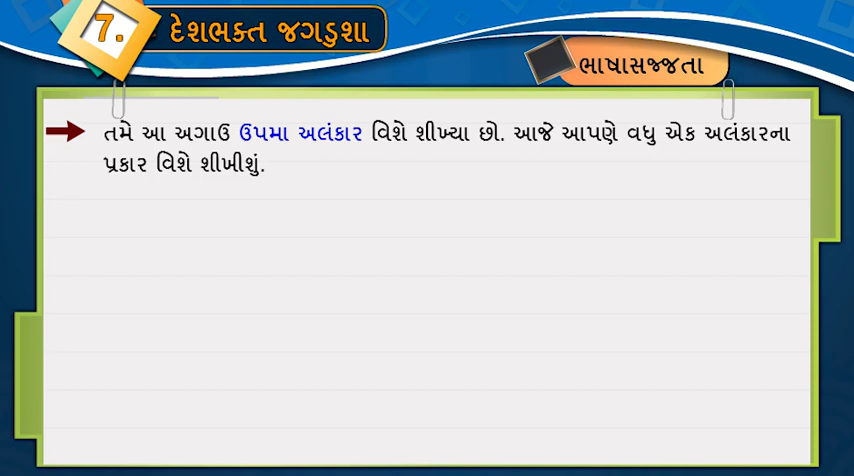 7. દેશભક્ત જગડુશા
ભાષાસજ્જતા
તમે આ અગાઉ ઉપમા અલંકાર વિશે શીખ્યા છો. આજે આપણે વધુ એક અલંકારના
પ્રકાર વિશે શીખીશું.